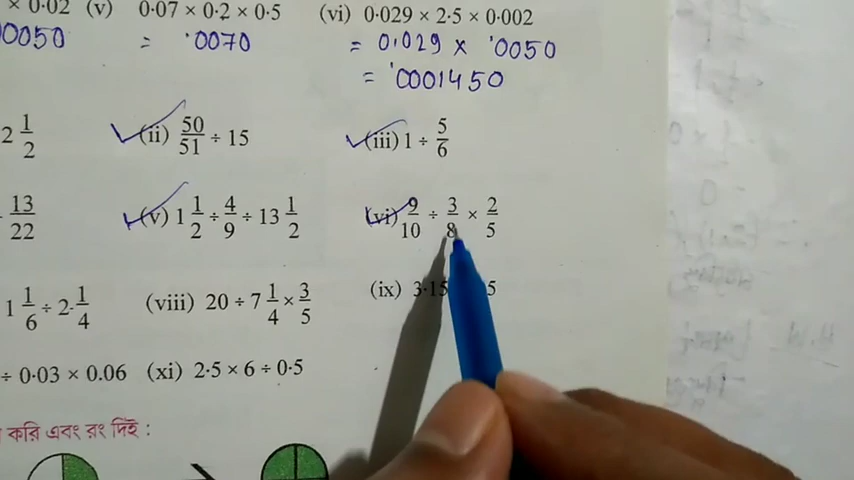 × 0.02 (v) 0·07 × 0.2 × 0.5 (vi) 0·029 × 2·5 × 0·002
00050 = ·0070 = 0.029 × ·0050
= ·0001450
2 1/2 (ii) 50/51 ÷ 15 (iii) 1 ÷ 5/6
13/22 (v) 1 1/2 ÷ 4/9 ÷ 13 1/2 (vi) 9/10 ÷ 3/8 × 2/5
1 1/6 ÷ 2 1/4 (viii) 20 ÷ 7 1/4 × 3/5 (ix) 3·15 5
÷ 0·03 × 0.06 (xi) 2·5 × 6 ÷ 0·5
করি এবং রং দিই :